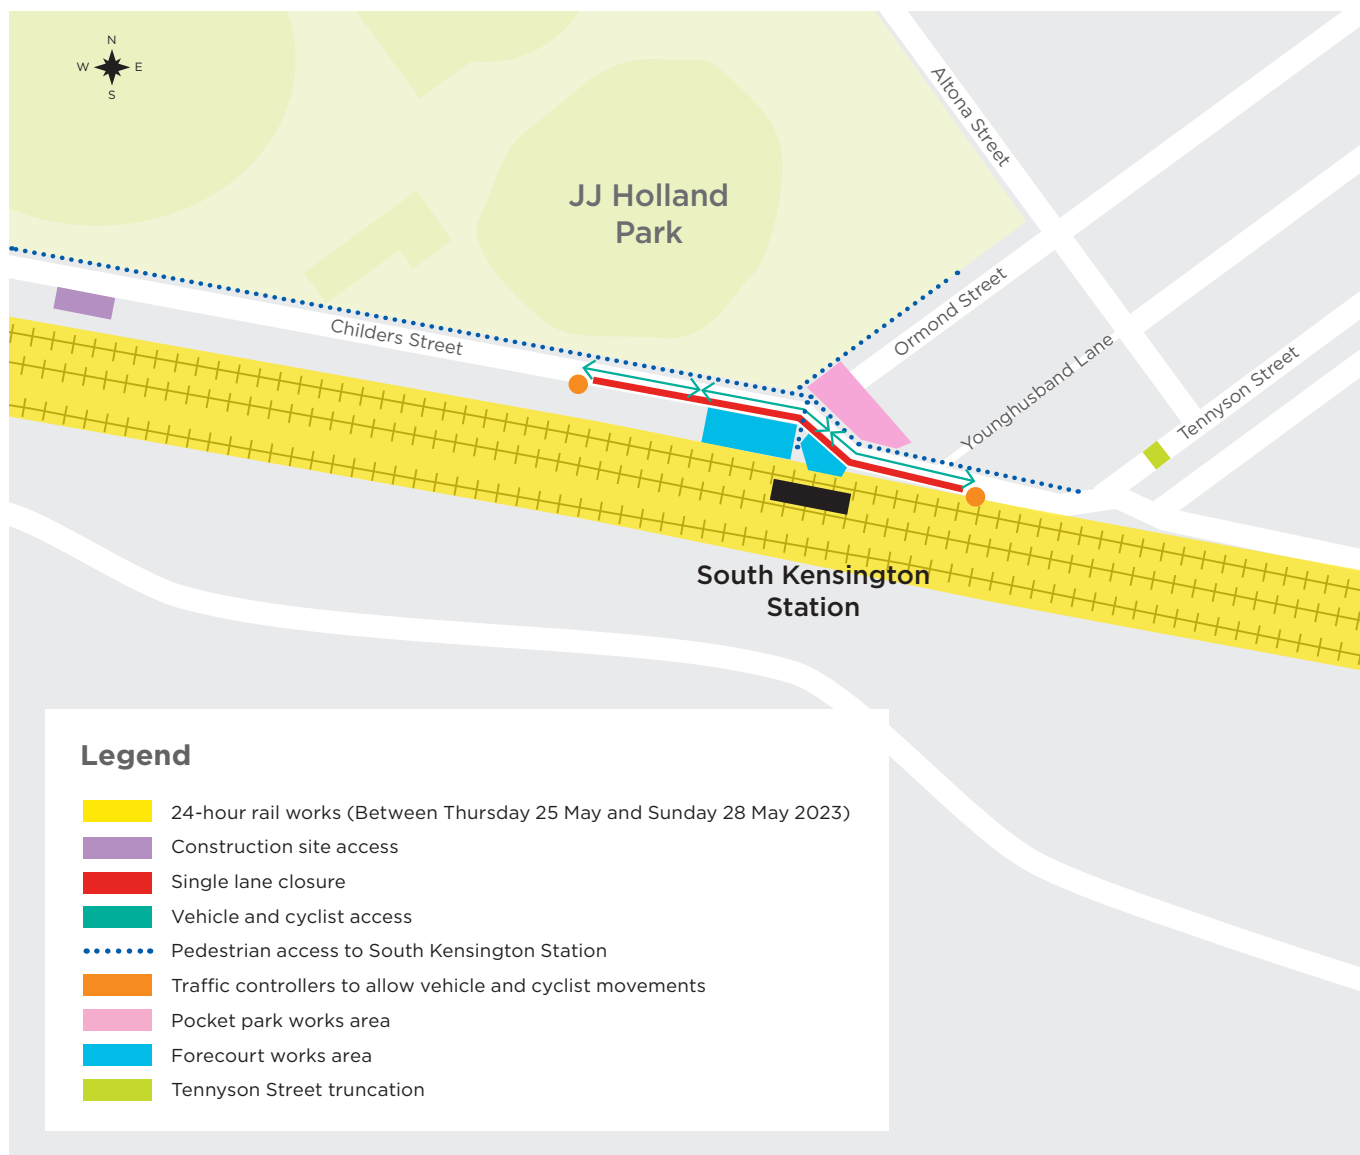 N
W E
S
Altona Street
JJ Holland
Park
Ormond Street
Childers Street
Younghusband Lane
Tennyson Street
South Kensington
Station
Legend
24-hour rail works (Between Thursday 25 May and Sunday 28 May 2023)
Construction site access
Single lane closure
Vehicle and cyclist access
Pedestrian access to South Kensington Station
Traffic controllers to allow vehicle and cyclist movements
Pocket park works area
Forecourt works area
Tennyson Street truncation